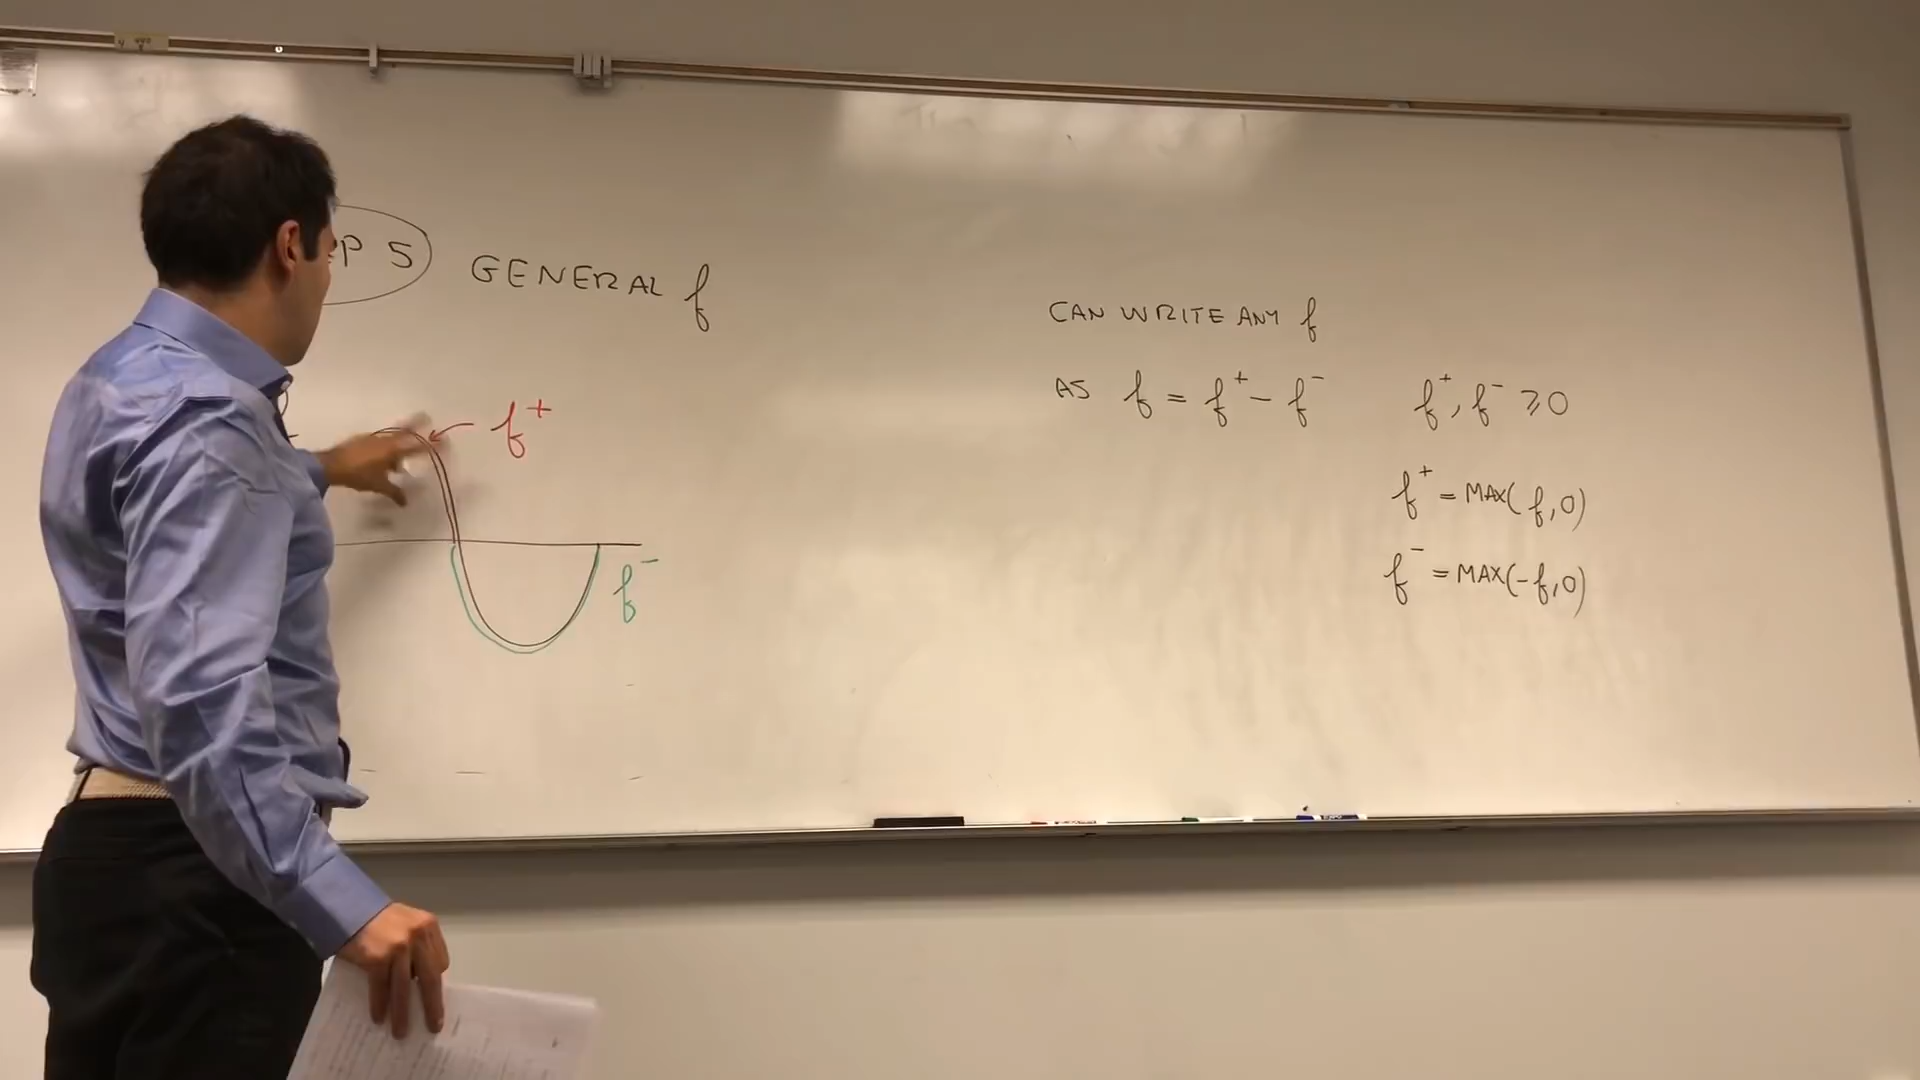 P 5 GENERAL f
f⁺
f⁻
CAN WRITE ANY f
AS f = f⁺ - f⁻ f⁺, f⁻ ≥ 0
f⁺ = MAX(f,0)
f⁻ = MAX(-f,0)